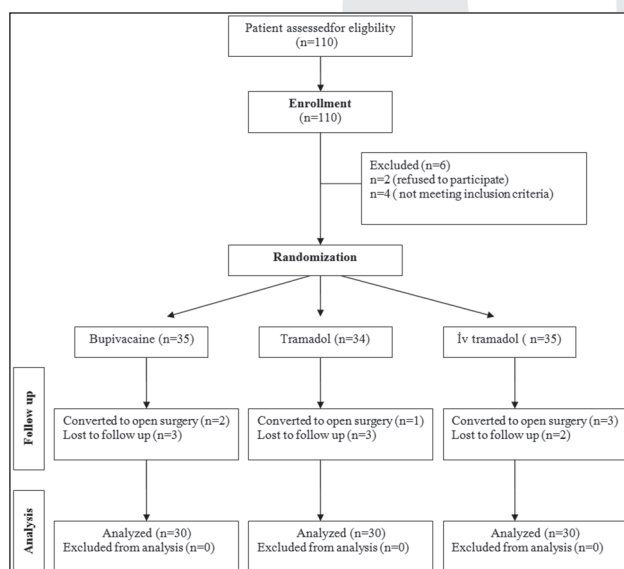 Patient assessedfor eligbility
(n=110)
Enrollment
(n=110)
Excluded (n=6)
n=2 (refused to participate)
n=4 ( not meeting inclusion criteria)
Randomization
Bupivacaine (n=35)
Tramadol (n=34)
İv tramadol ( n=35)
Follow up
Converted to open surgery (n=2)
Lost to follow up (n=3)
Converted to open surgery (n=1)
Lost to follow up (n=3)
Converted to open surgery (n=3)
Lost to follow up (n=2)
Analysis
Analyzed (n=30)
Excluded from analysis (n=0)
Analyzed (n=30)
Excluded from analysis (n=0)
Analyzed (n=30)
Excluded from analysis (n=0)